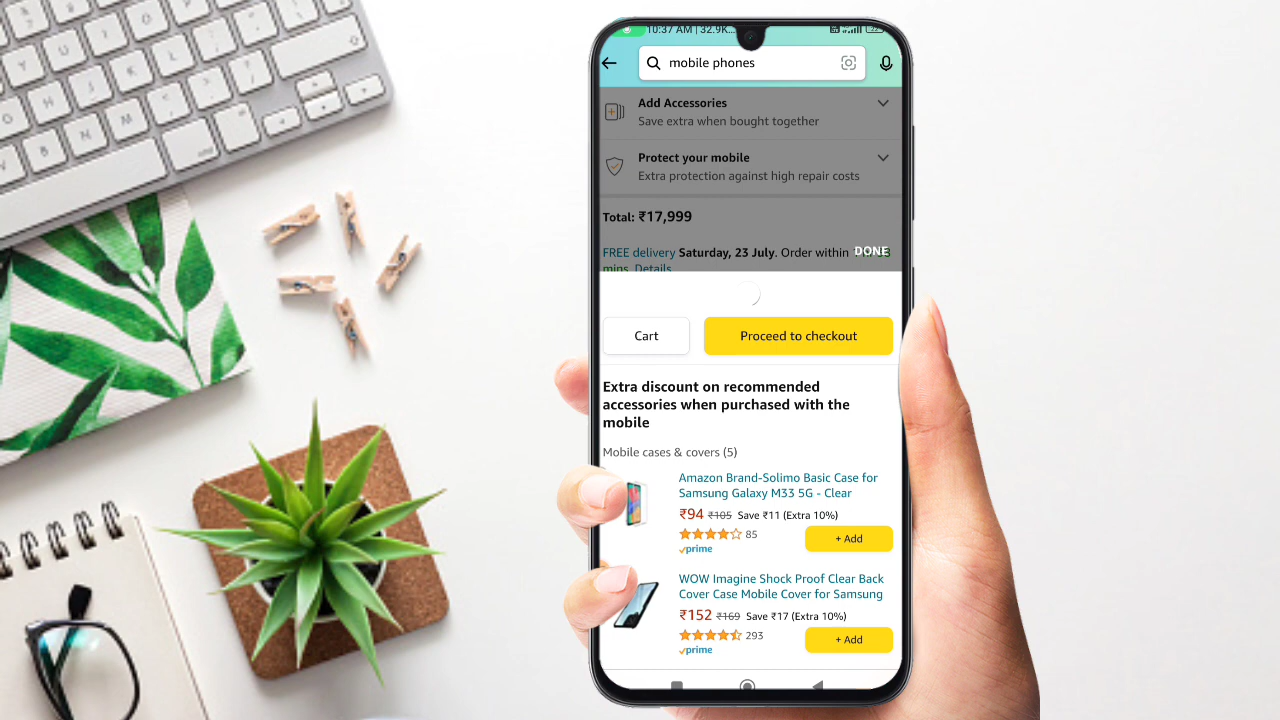 10:37 AM | 32.9K...
mobile phones
Add Accessories
Save extra when bought together
Protect your mobile
Extra protection against high repair costs
Total: ₹17,999
FREE delivery Saturday, 23 July. Order within
DONE
mins. Details
Cart
Proceed to checkout
Extra discount on recommended
accessories when purchased with the
mobile
Mobile cases & covers (5)
Amazon Brand-Solimo Basic Case for
Samsung Galaxy M33 5G - Clear
₹94 ₹105 Save ₹11 (Extra 10%)
85
+ Add
prime
WOW Imagine Shock Proof Clear Back
Cover Case Mobile Cover for Samsung
₹152 ₹169 Save ₹17 (Extra 10%)
293
+ Add
prime